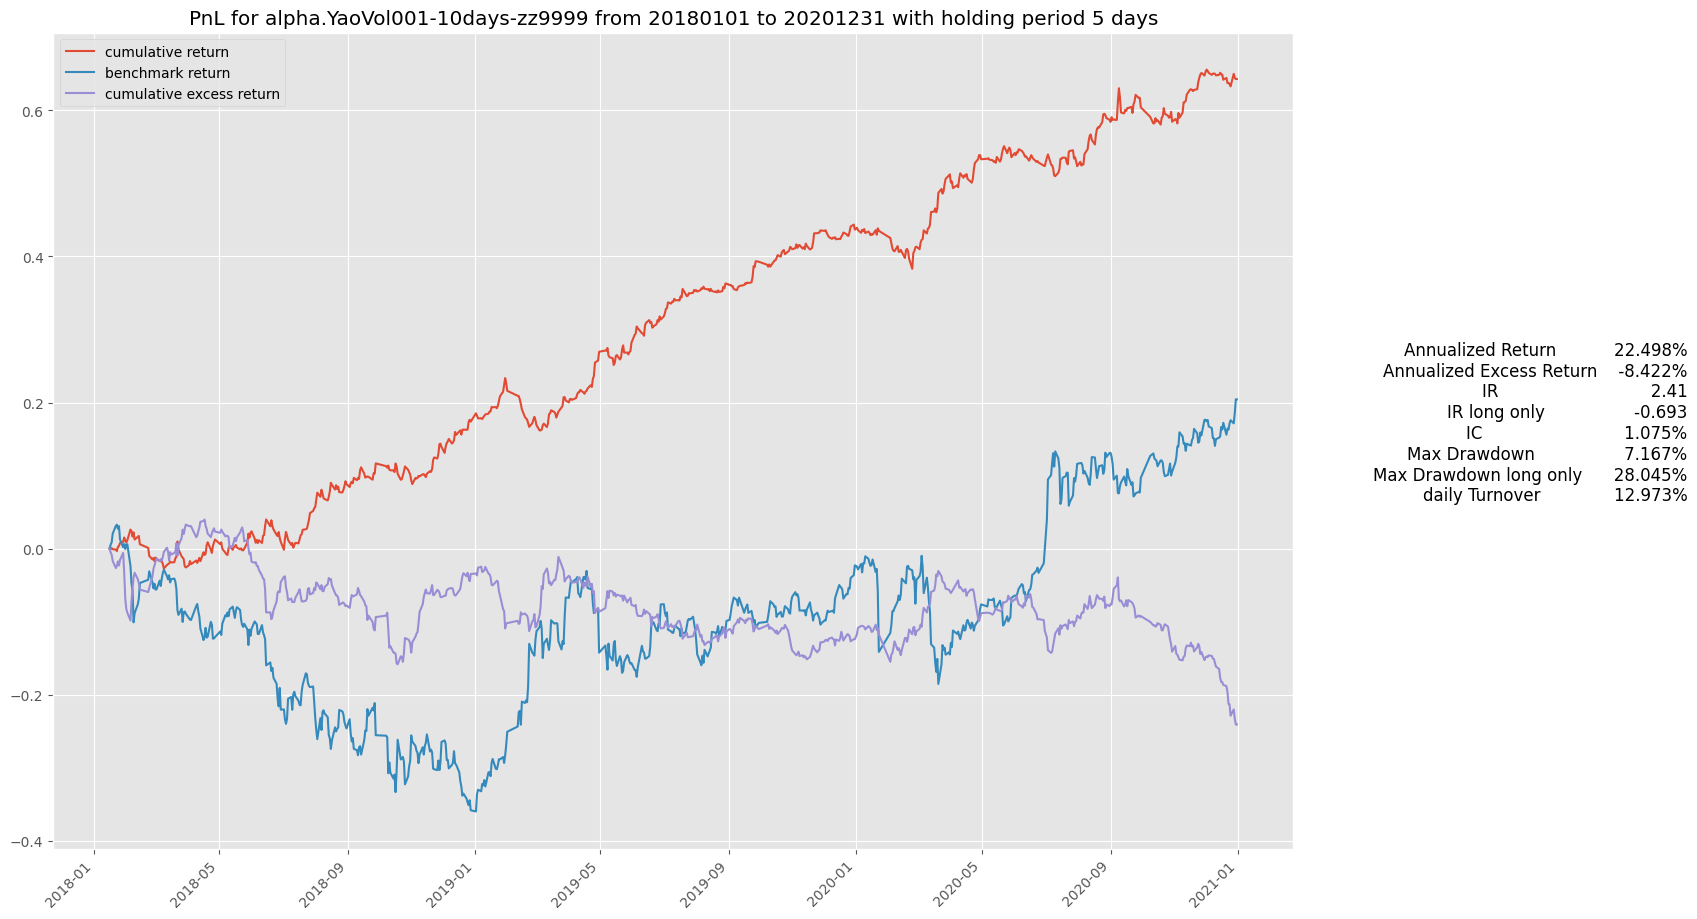 PnL for alpha.YaoVol001-10days-zz9999 from 20180101 to 20201231 with holding period 5 days
cumulative return
benchmark return
cumulative excess return
0.6
0.4
0.2
0.0
−0.2
−0.4
2018-01
2018-05
2018-09
2019-01
2019-05
2019-09
2020-01
2020-05
2020-09
2021-01
Annualized Return 22.498%
Annualized Excess Return -8.422%
IR 2.41
IR long only -0.693
IC 1.075%
Max Drawdown 7.167%
Max Drawdown long only 28.045%
daily Turnover 12.973%